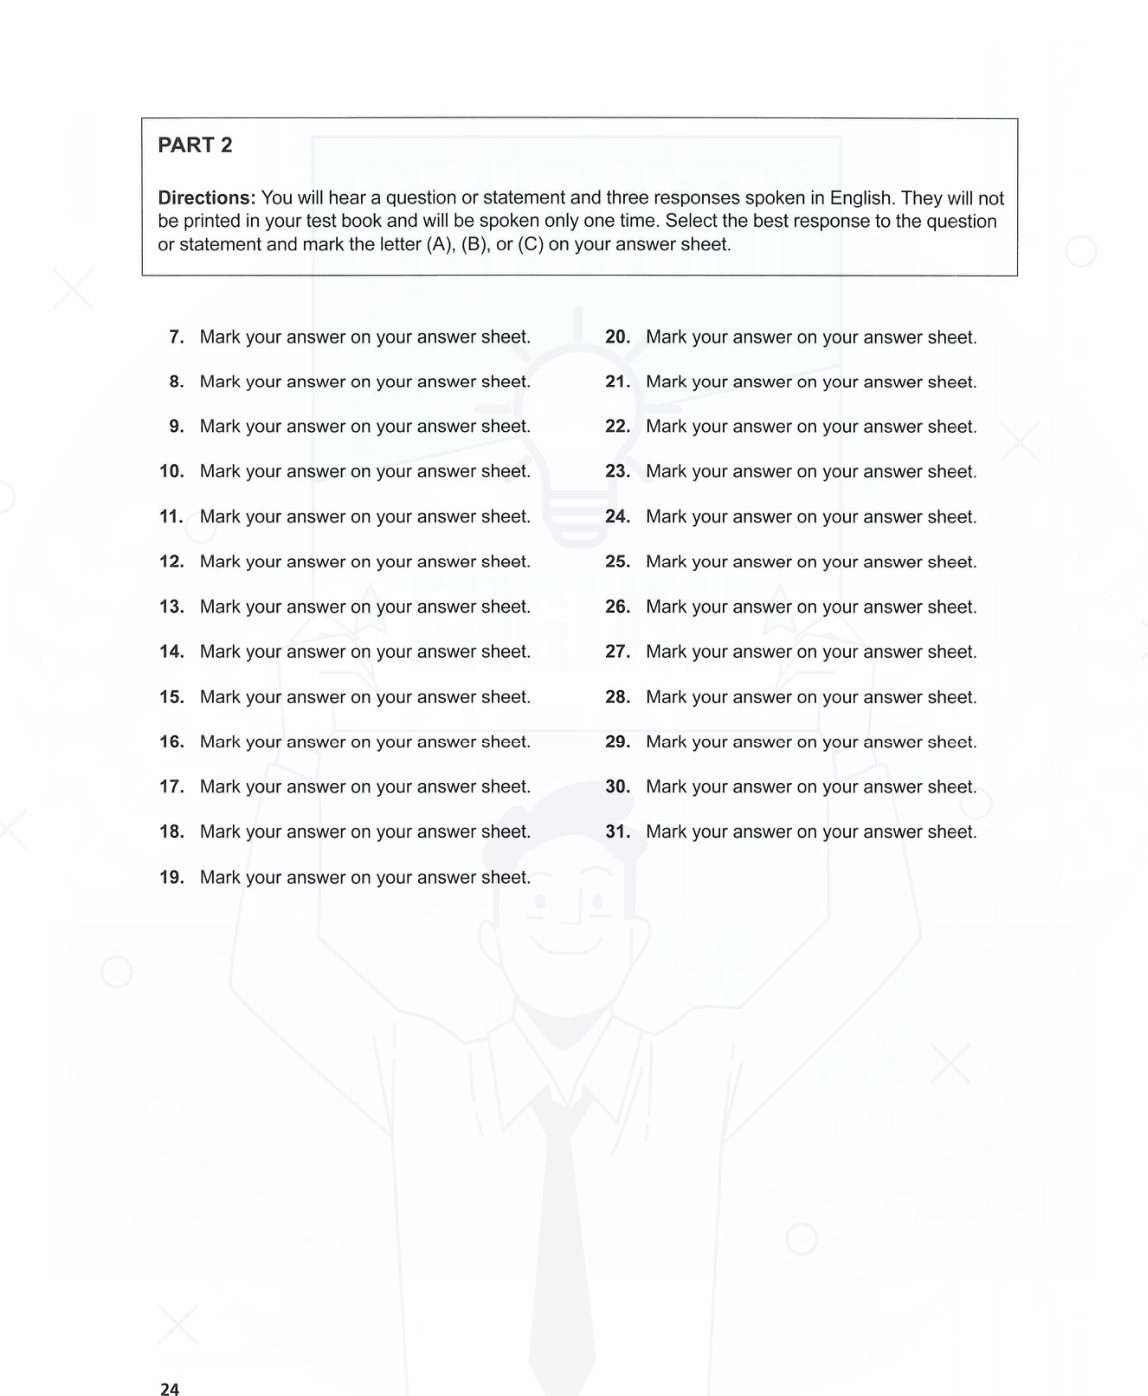 PART 2
Directions: You will hear a question or statement and three responses spoken in English. They will not
be printed in your test book and will be spoken only one time. Select the best response to the question
or statement and mark the letter (A), (B), or (C) on your answer sheet.
7. Mark your answer on your answer sheet.
8. Mark your answer on your answer sheet.
9. Mark your answer on your answer sheet.
10. Mark your answer on your answer sheet.
11. Mark your answer on your answer sheet.
12. Mark your answer on your answer sheet.
13. Mark your answer on your answer sheet.
14. Mark your answer on your answer sheet.
15. Mark your answer on your answer sheet.
16. Mark your answer on your answer sheet.
17. Mark your answer on your answer sheet.
18. Mark your answer on your answer sheet.
19. Mark your answer on your answer sheet.
20. Mark your answer on your answer sheet.
21. Mark your answer on your answer sheet.
22. Mark your answer on your answer sheet.
23. Mark your answer on your answer sheet.
24. Mark your answer on your answer sheet.
25. Mark your answer on your answer sheet.
26. Mark your answer on your answer sheet.
27. Mark your answer on your answer sheet.
28. Mark your answer on your answer sheet.
29. Mark your answer on your answer sheet.
30. Mark your answer on your answer sheet.
31. Mark your answer on your answer sheet.
ENGLISH
24